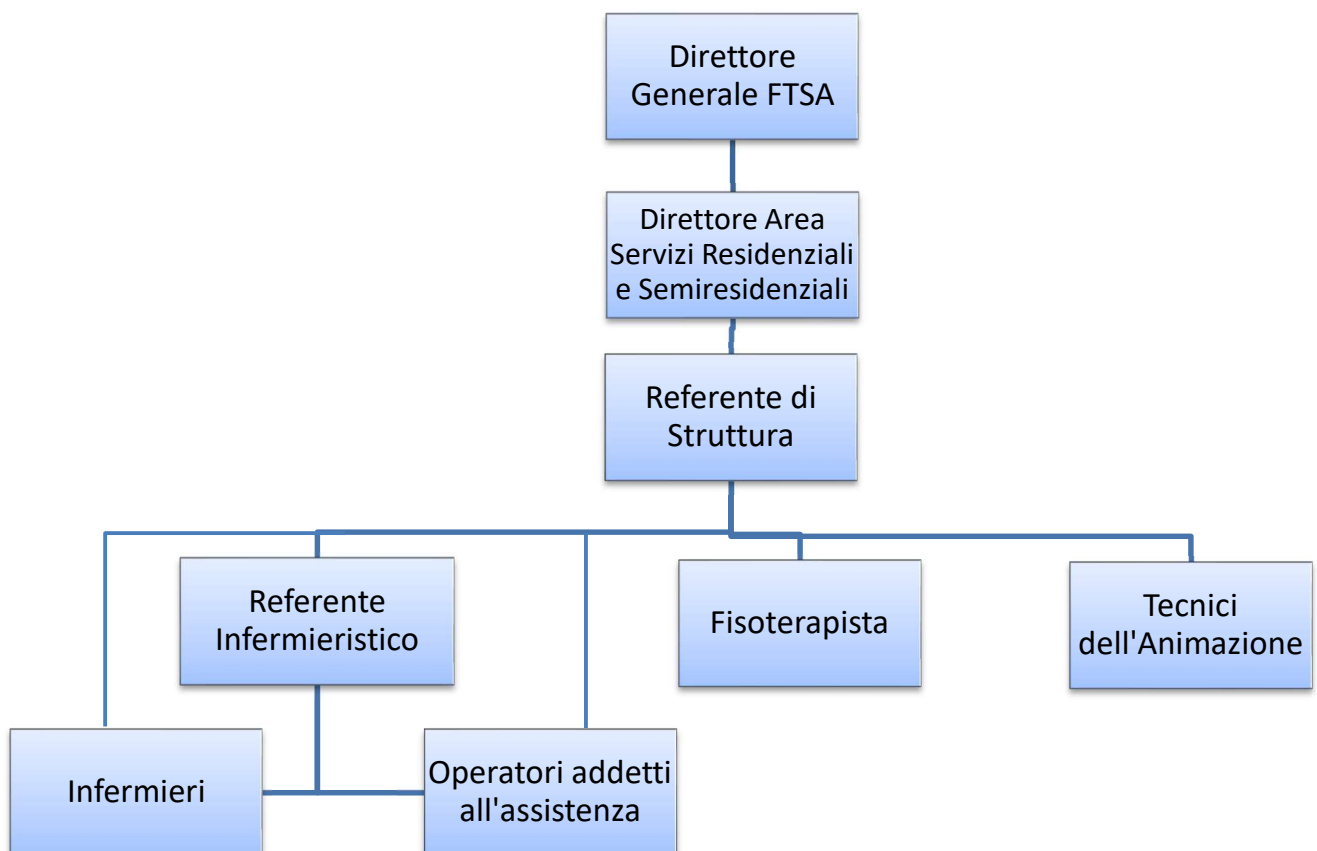 Direttore
Generale FTSA
Direttore Area
Servizi Residenziali
e Semiresidenziali
Referente di
Struttura
Referente
Infermieristico
Fisoterapista
Tecnici
dell'Animazione
Infermieri
Operatori addetti
all'assistenza